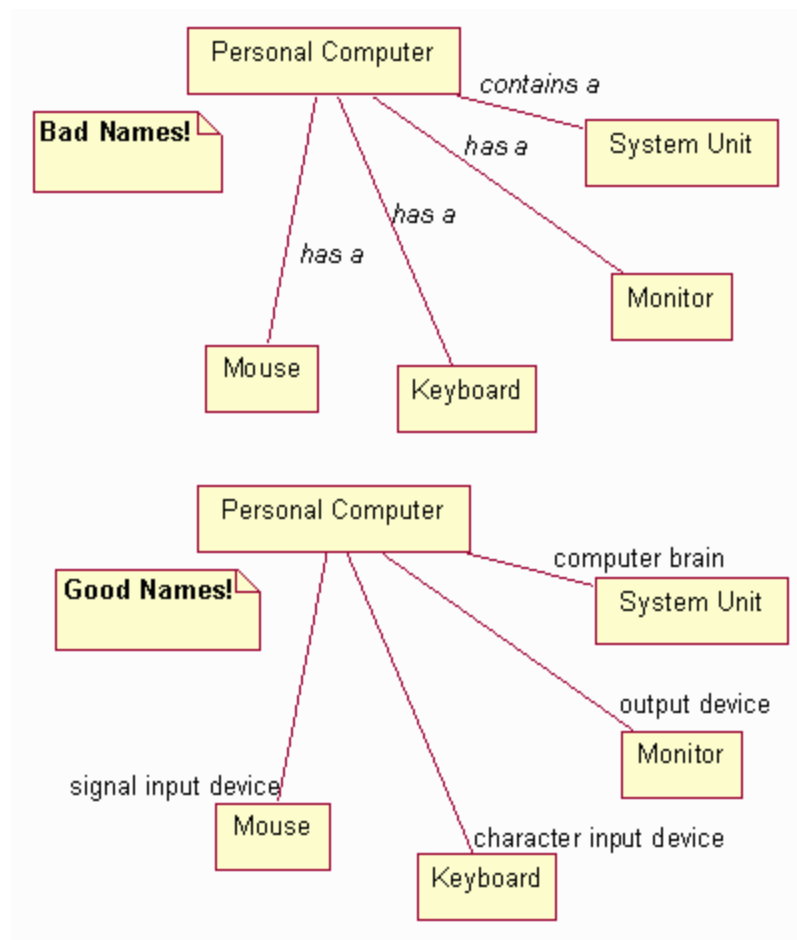 Personal Computer
contains a
Bad Names!
System Unit
has a
has a
has a
Monitor
Mouse
Keyboard
Personal Computer
computer brain
Good Names!
System Unit
output device
Monitor
signal input device
Mouse
character input device
Keyboard